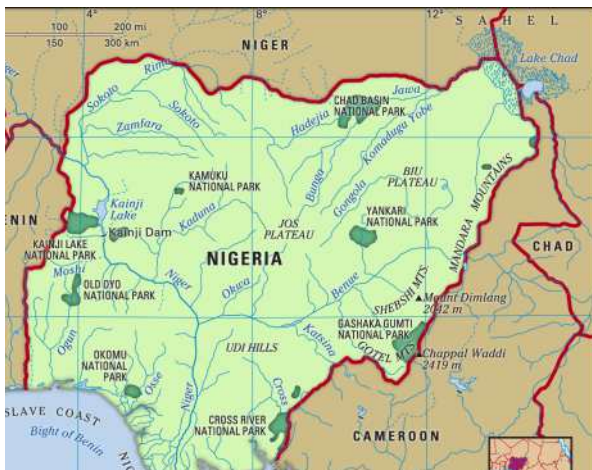 4°
8°
12°
100 200 mi
150 300 km
SAHEL
NIGER
Lake Chad
Rima
Sokoto
Sokoto
Zamfara
CHAD BASIN
NATIONAL PARK
Jawa
Hadejia
Komaduga Yobe
KAMUKU
NATIONAL PARK
Bunga
Gongola
BIU
PLATEAU
MANDARA MOUNTAINS
Kainji
Lake
Kaduna
JOS
PLATEAU
YANKARI
NATIONAL PARK
ENIN
Kainji Dam
KAINJI LAKE
NATIONAL PARK
CHAD
Moshi
NIGERIA
Niger
Okwa
Benue
SHEBSHI MTS.
OLD OYO
NATIONAL PARK
Mount Dimlang
2042 m
GASHAKA GUMTI
NATIONAL PARK
Ogun
Katsina
GOTEL MTS.
Chappal Waddi
2419 m
UDI HILLS
OKOMU
NATIONAL
PARK
Osse
Niger
Cross
SLAVE COAST
Bight of Benin
CROSS RIVER
NATIONAL PARK
CAMEROON